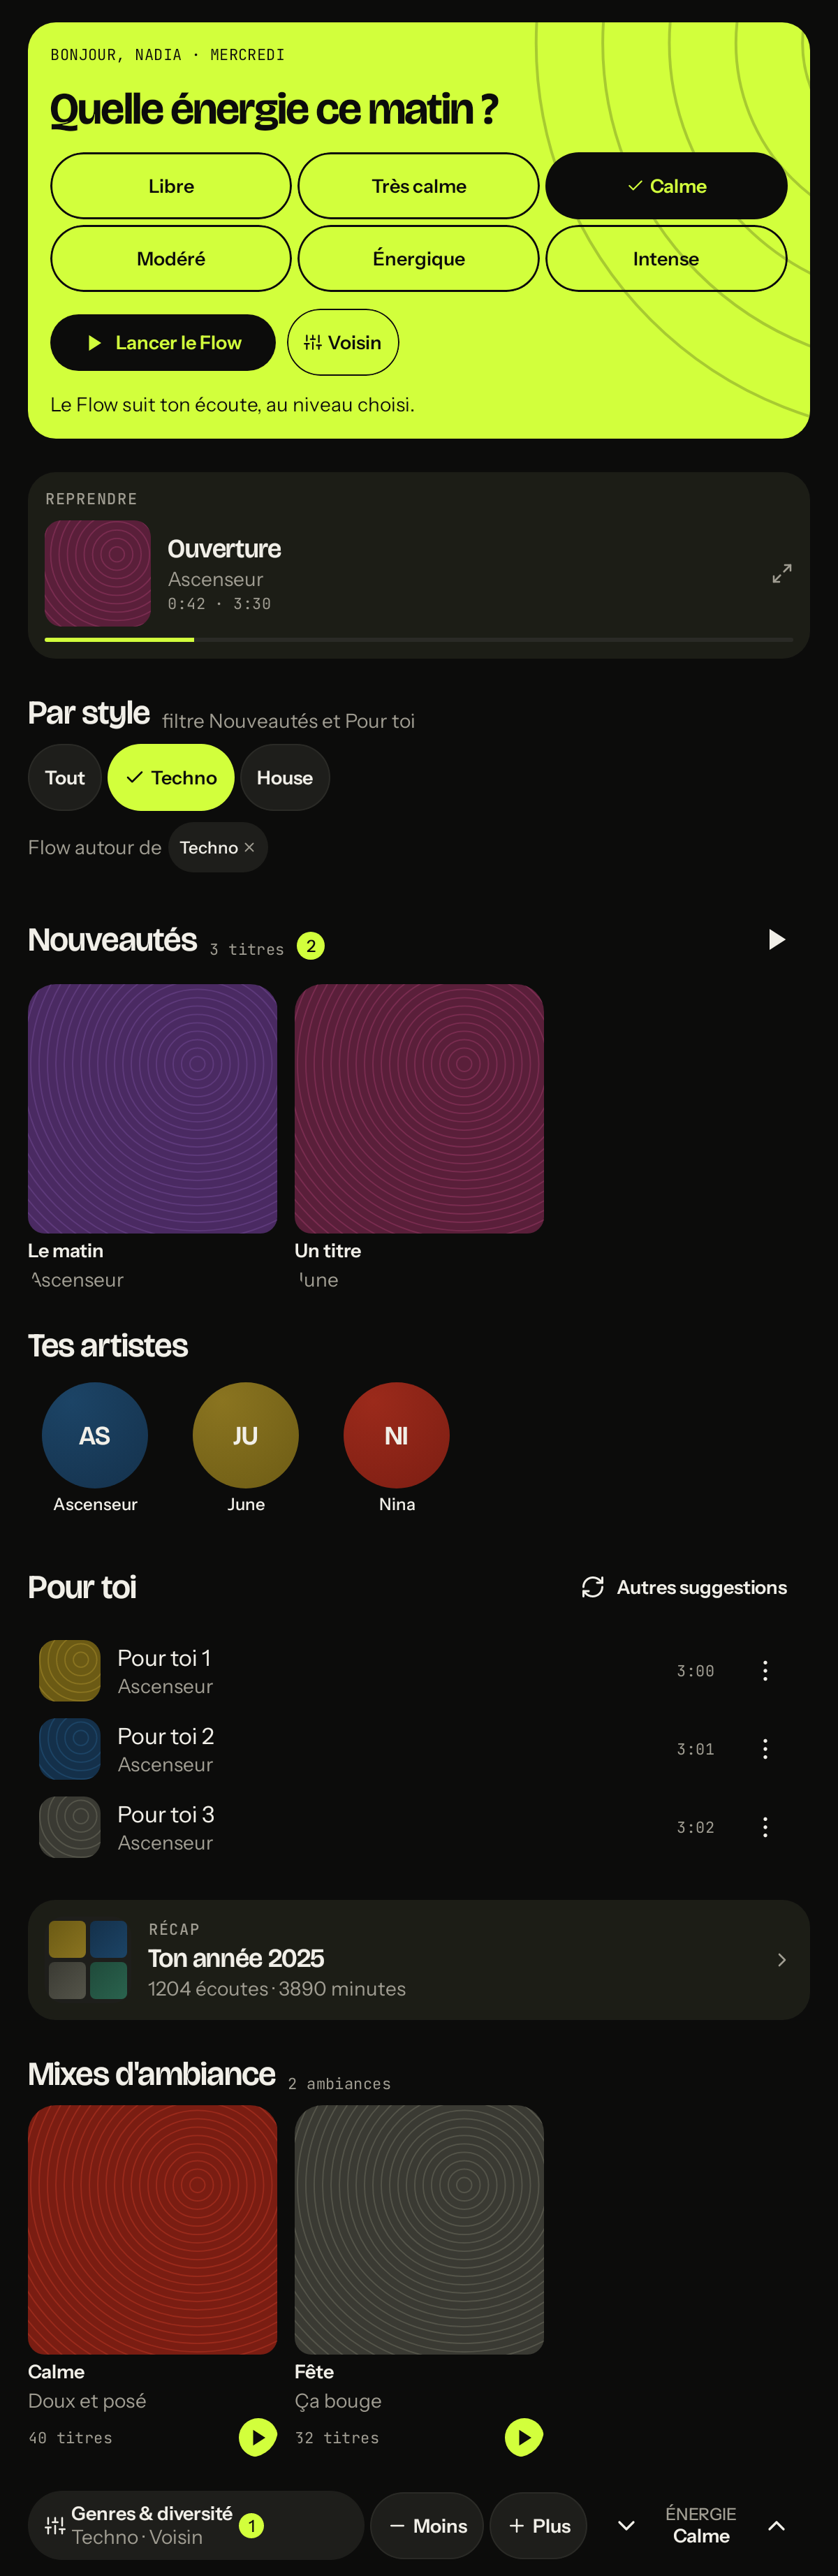 BONJOUR, NADIA · MERCREDI
Quelle énergie ce matin ?
Libre
Très calme
Calme
Modéré
Énergique
Intense
Lancer le Flow
Voisin
Le Flow suit ton écoute, au niveau choisi.
REPRENDRE
Ouverture
Ascenseur
0:42 · 3:30
Par style filtre Nouveautés et Pour toi
Tout
Techno
House
Flow autour de Techno ×
Nouveautés 3 titres 2
Le matin
Ascenseur
Un titre
June
Tes artistes
AS
Ascenseur
JU
June
NI
Nina
Pour toi
Autres suggestions
Pour toi 1
Ascenseur
3:00
Pour toi 2
Ascenseur
3:01
Pour toi 3
Ascenseur
3:02
RÉCAP
Ton année 2025
1204 écoutes · 3890 minutes
Mixes d'ambiance 2 ambiances
Calme
Doux et posé
40 titres
Fête
Ça bouge
32 titres
Genres & diversité
Techno · Voisin
1
− Moins
+ Plus
ÉNERGIE
Calme